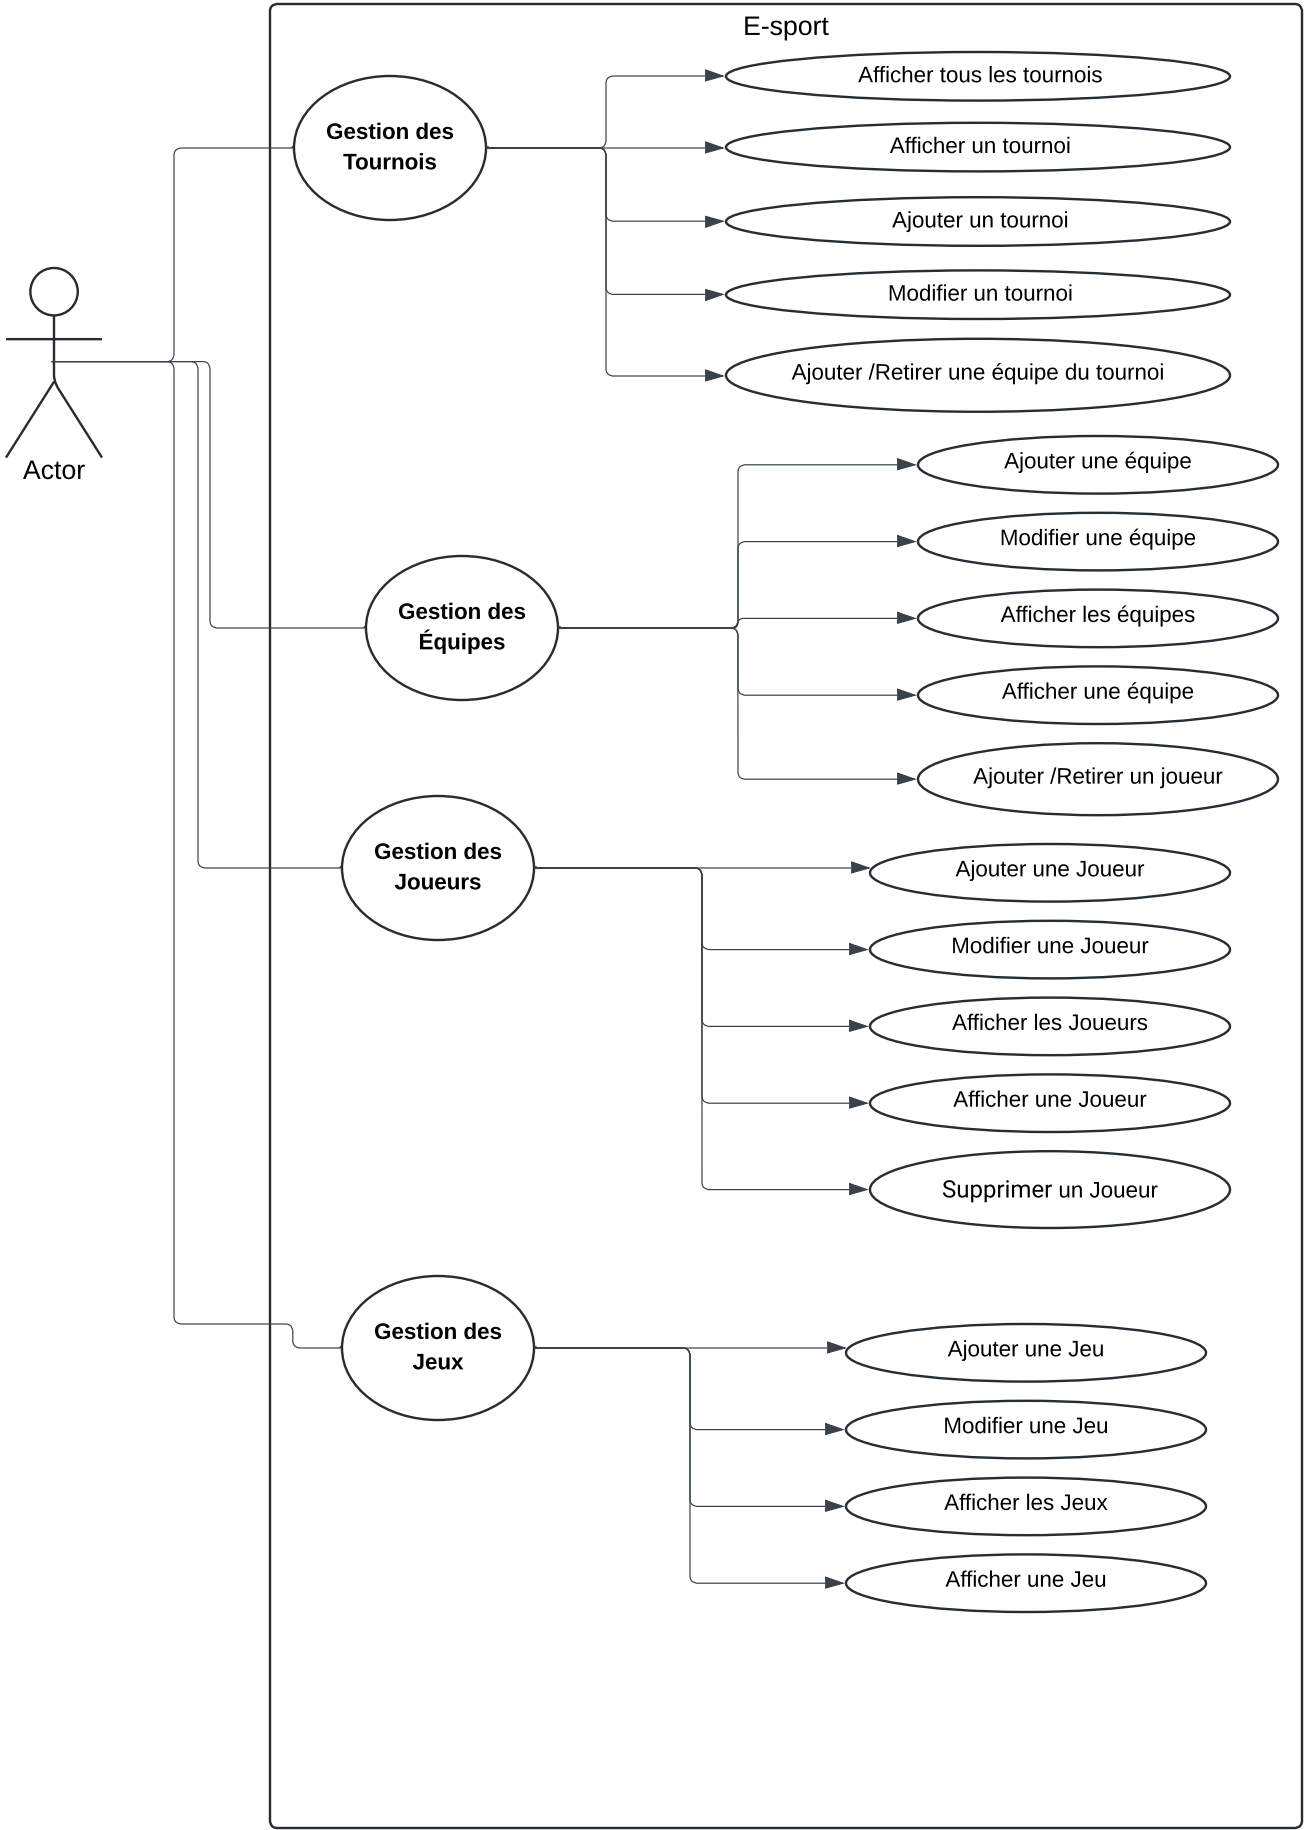 E-sport
Gestion des
Tournois
Afficher tous les tournois
Afficher un tournoi
Ajouter un tournoi
Modifier un tournoi
Ajouter /Retirer une équipe du tournoi
Actor
Gestion des
Équipes
Ajouter une équipe
Modifier une équipe
Afficher les équipes
Afficher une équipe
Ajouter /Retirer un joueur
Gestion des
Joueurs
Ajouter une Joueur
Modifier une Joueur
Afficher les Joueurs
Afficher une Joueur
Supprimer un Joueur
Gestion des
Jeux
Ajouter une Jeu
Modifier une Jeu
Afficher les Jeux
Afficher une Jeu